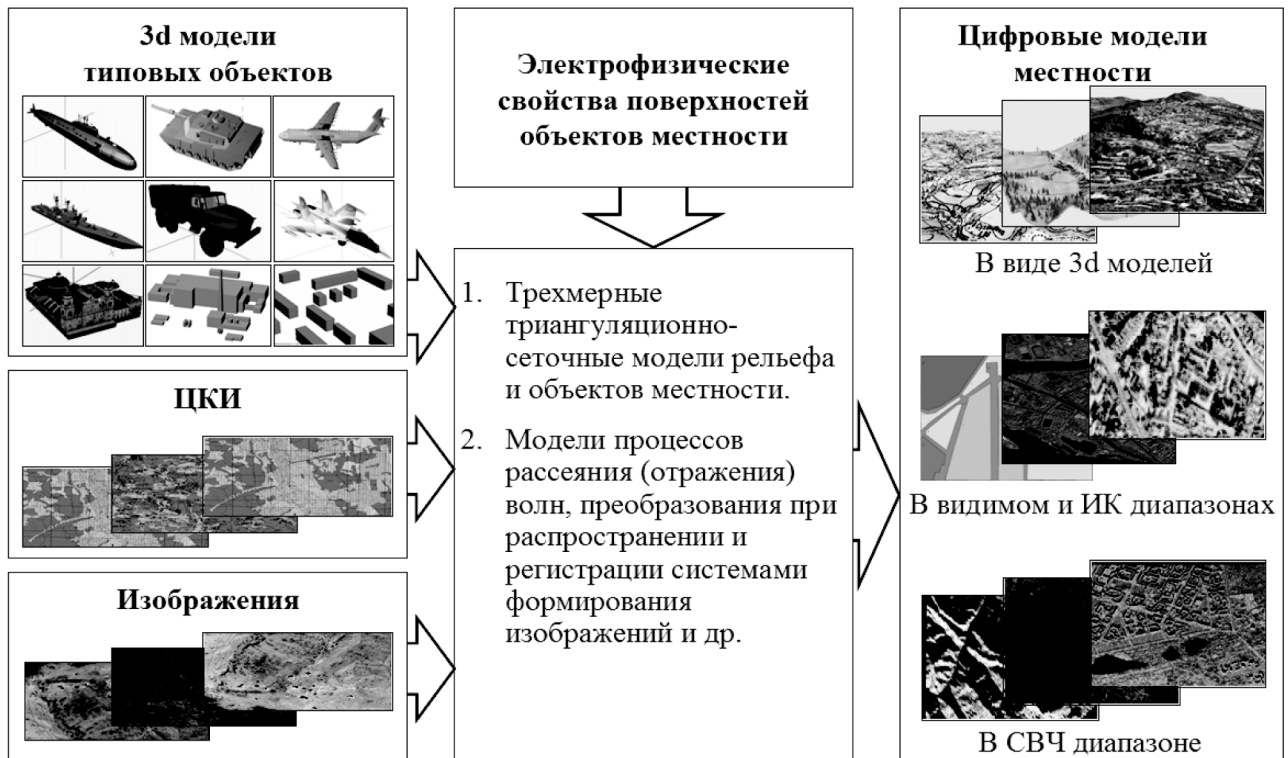 3d модели
типовых объектов
ЦКИ
Изображения
Электрофизические
свойства поверхностей
объектов местности
1. Трехмерные
триангуляционно-
сеточные модели рельефа
и объектов местности.
2. Модели процессов
рассеяния (отражения)
волн, преобразования при
распространении и
регистрации системами
формирования
изображений и др.
Цифровые модели
местности
В виде 3d моделей
В видимом и ИК диапазонах
В СВЧ диапазоне